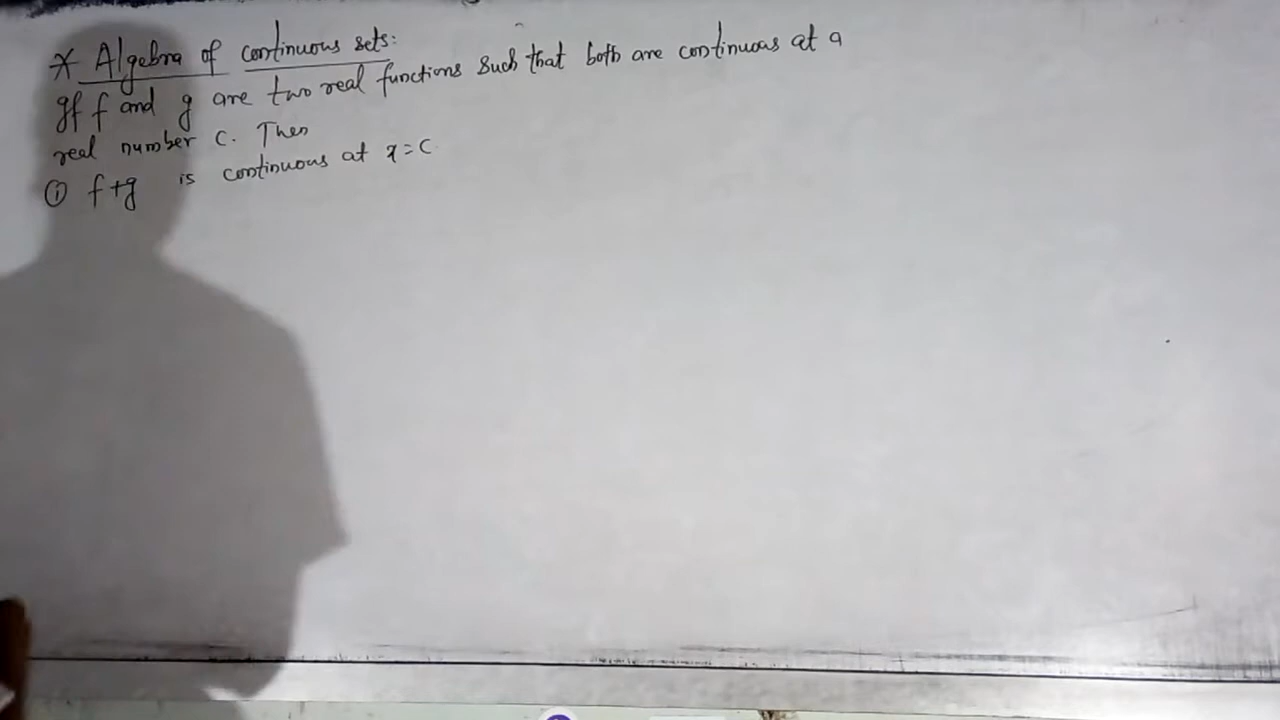 * Algebra of continuous sets:
If f and g are two real functions such that both are continuous at a
real number c. Then
① f+g is continuous at x=c